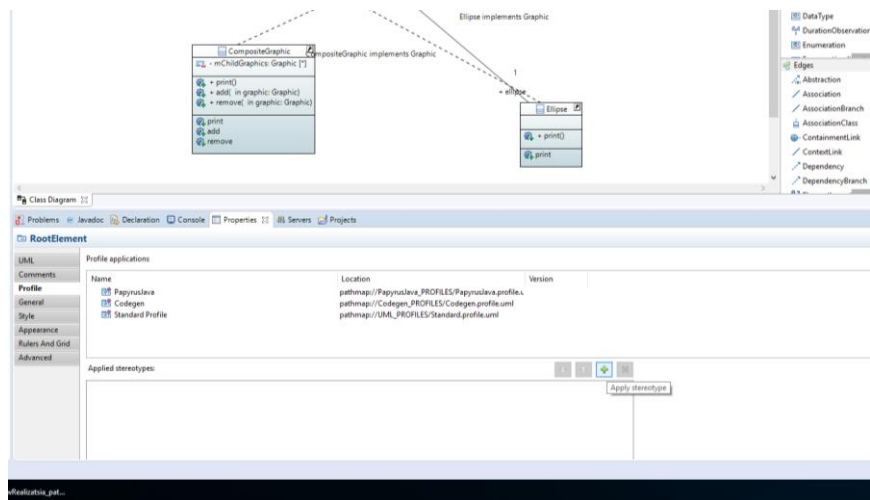 Ellipse implements Graphic
CompositeGraphic
CompositeGraphic implements Graphic
- mChildGraphics: Graphic [*]
+ print()
+ add( in graphic: Graphic)
+ remove( in graphic: Graphic)
print
add
remove
1
+ ellipse
Ellipse
+ print()
print
DataType
DurationObservation
Enumeration
Edges
Abstraction
Association
AssociationBranch
AssociationClass
ContainmentLink
ContextLink
Dependency
DependencyBranch
Class Diagram
Problems Javadoc Declaration Console Properties Servers Projects
RootElement
UML
Comments
Profile
General
Style
Appearance
Rulers And Grid
Advanced
Profile applications
Name Location Version
PapyrusJava pathmap://PapyrusJava_PROFILES/PapyrusJava.profile.u
Codegen pathmap://Codegen_PROFILES/Codegen.profile.uml
Standard Profile pathmap://UML_PROFILES/Standard.profile.uml
Applied stereotypes:
Apply stereotype
vRealizatsia_pat...